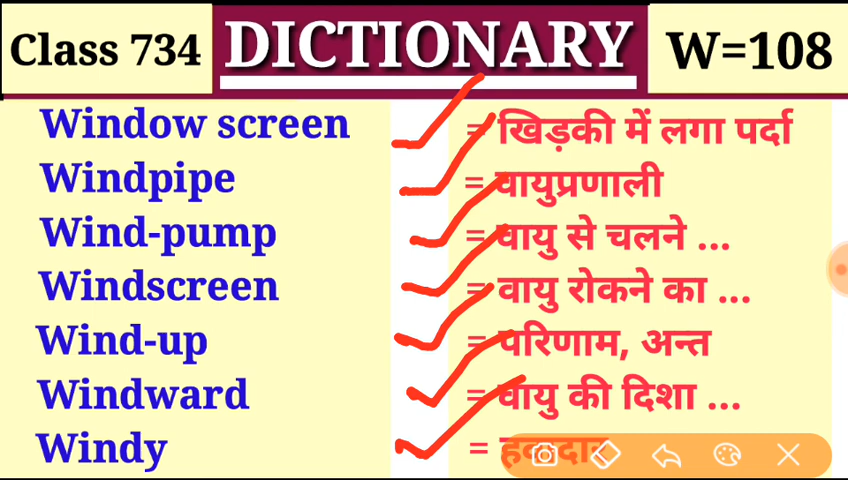 Class 734 DICTIONARY W=108
Window screen = खिड़की में लगा पर्दा
Windpipe = वायुप्रणाली
Wind-pump = वायु से चलने ...
Windscreen = वायु रोकने का ...
Wind-up = परिणाम, अन्त
Windward = वायु की दिशा ...
Windy = हवादार